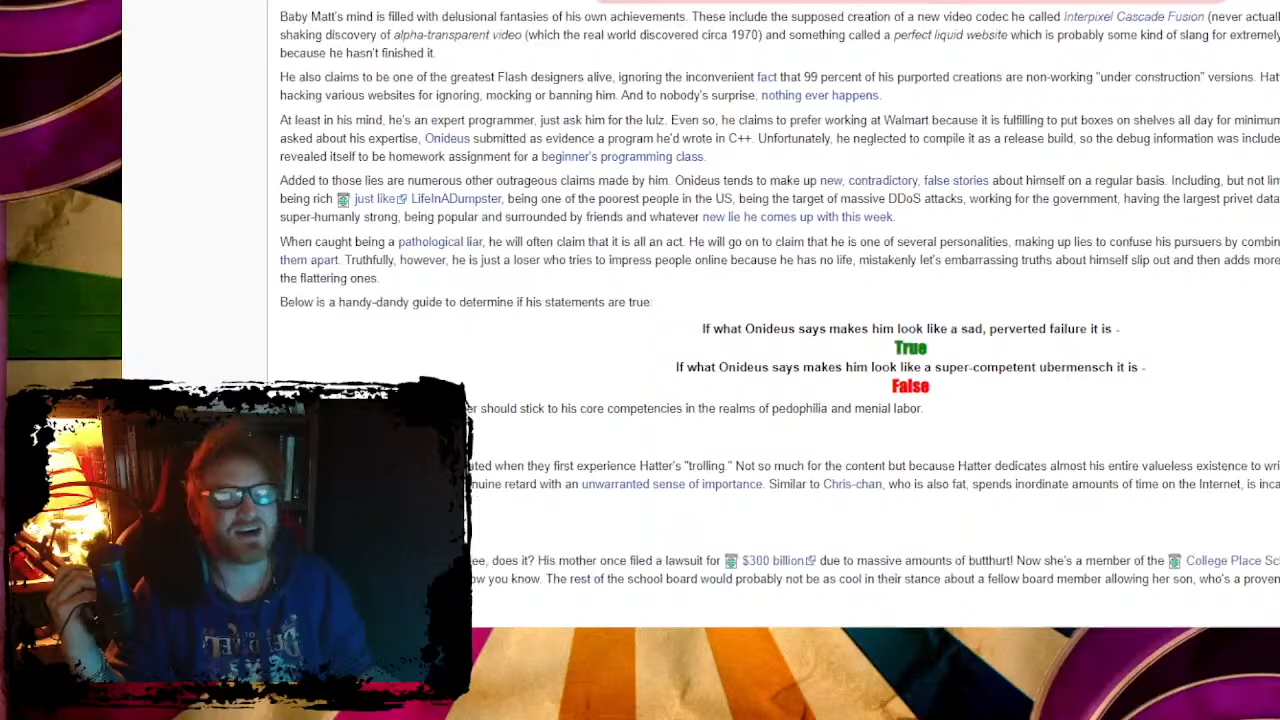 Baby Matt's mind is filled with delusional fantasies of his own achievements. These include the supposed creation of a new video codec he called Interpixel Cascade Fusion (never
shaking discovery of alpha-transparent video (which the real world discovered circa 1970) and something called a perfect liquid website which is probably some kind of slang for extremely
because he hasn't finished it.
He also claims to be one of the greatest Flash designers alive, ignoring the inconvenient fact that 99 percent of his purported creations are non-working "under construction" versions.
hacking various websites for ignoring, mocking or banning him. And to nobody's surprise, nothing ever happens.
At least in his mind, he's an expert programmer, just ask him for the lulz. Even so, he claims to prefer working at Walmart because it is fulfilling to put boxes on shelves all day for
asked about his expertise, Onideus submitted as evidence a program he'd wrote in C++. Unfortunately, he neglected to compile it as a release build, so the debug information was
revealed itself to be homework assignment for a beginner's programming class.
Added to those lies are numerous other outrageous claims made by him. Onideus tends to make up new, contradictory, false stories about himself on a regular basis. Including, but not
being rich just like LifeInADumpster, being one of the poorest people in the US, being the target of massive DDoS attacks, working for the government, having the largest privet
super-humanly strong, being popular and surrounded by friends and whatever new lie he comes up with this week.
When caught being a pathological liar, he will often claim that it is all an act. He will go on to claim that he is one of several personalities, making up lies to confuse his pursuers by
them apart. Truthfully, however, he is just a loser who tries to impress people online because he has no life, mistakenly let's embarrassing truths about himself slip out and then adds more
the flattering ones.
Below is a handy-dandy guide to determine if his statements are true:
If what Onideus says makes him look like a sad, perverted failure it is -
True
If what Onideus says makes him look like a super-competent ubermensch it is -
False
should stick to his core competencies in the realms of pedophilia and menial labor.
when they first experience Hatter's "trolling." Not so much for the content but because Hatter dedicates almost his entire valueless existence to
retard with an unwarranted sense of importance. Similar to Chris-chan, who is also fat, spends inordinate amounts of time on the Internet, is
does it? His mother once filed a lawsuit for $300 billion due to massive amounts of butthurt! Now she's a member of the College Place
you know. The rest of the school board would probably not be as cool in their stance about a fellow board member allowing her son, who's a